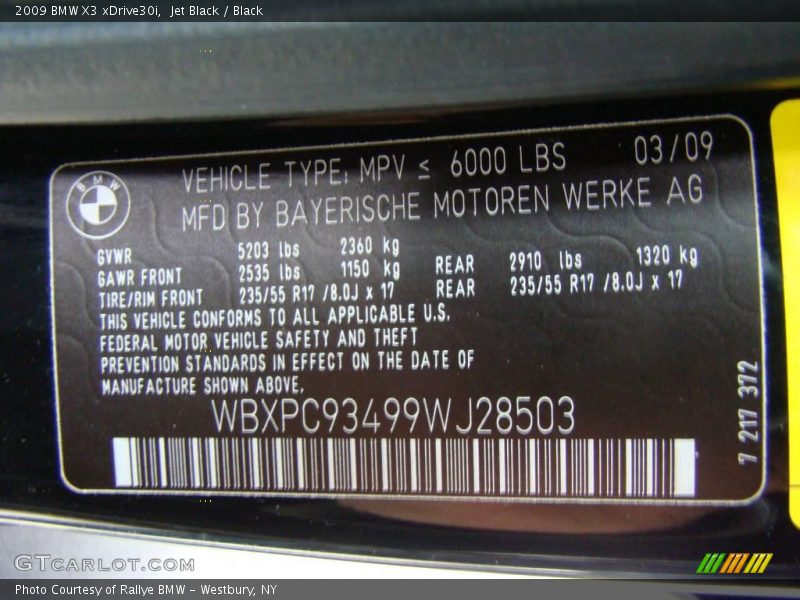 2009 BMW X3 xDrive30i, Jet Black / Black
BMW
VEHICLE TYPE: MPV ≤ 6000 LBS 03/09
MFD BY BAYERISCHE MOTOREN WERKE AG
GVWR 5203 lbs 2360 kg
GAWR FRONT 2535 lbs 1150 kg REAR 2910 lbs 1320 kg
TIRE/RIM FRONT 235/55 R17 /8.0J x 17 REAR 235/55 R17 /8.0J x 17
THIS VEHICLE CONFORMS TO ALL APPLICABLE U.S.
FEDERAL MOTOR VEHICLE SAFETY AND THEFT
PREVENTION STANDARDS IN EFFECT ON THE DATE OF
MANUFACTURE SHOWN ABOVE.
WBXPC93499WJ28503
7 217 372
GTCARLOT.COM
Photo Courtesy of Rallye BMW - Westbury, NY